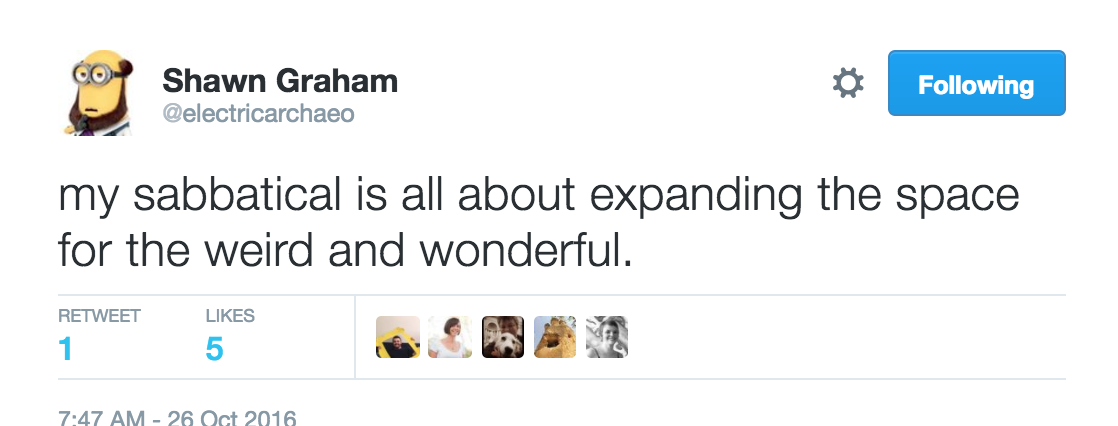 Shawn Graham
@electricarchaeo
Following
my sabbatical is all about expanding the space
for the weird and wonderful.
RETWEET LIKES
1 5
7:47 AM - 26 Oct 2016